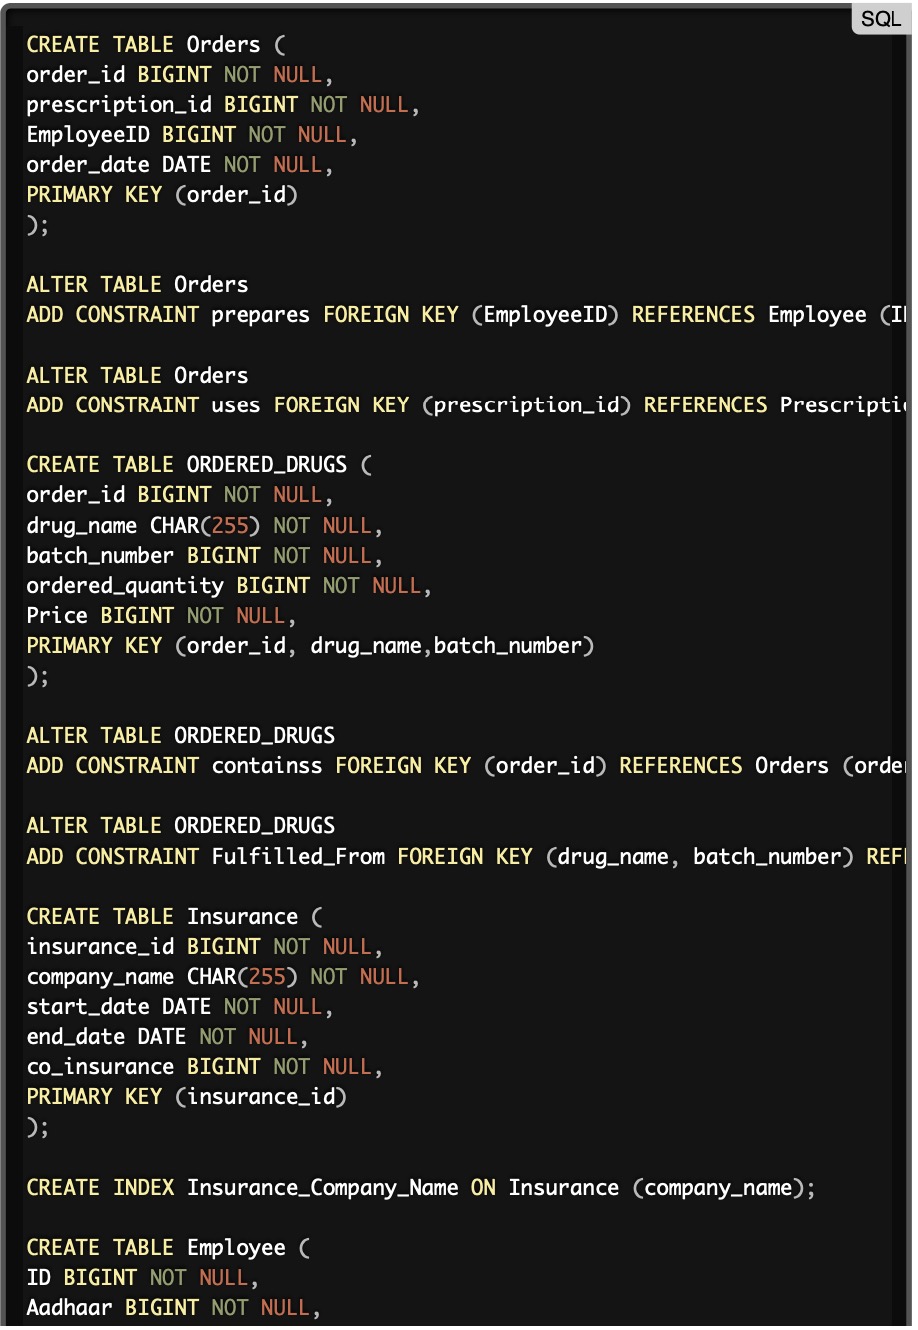 SQL
CREATE TABLE Orders (
order_id BIGINT NOT NULL,
prescription_id BIGINT NOT NULL,
EmployeeID BIGINT NOT NULL,
order_date DATE NOT NULL,
PRIMARY KEY (order_id)
);
ALTER TABLE Orders
ADD CONSTRAINT prepares FOREIGN KEY (EmployeeID) REFERENCES Employee (
ALTER TABLE Orders
ADD CONSTRAINT uses FOREIGN KEY (prescription_id) REFERENCES
CREATE TABLE ORDERED_DRUGS (
order_id BIGINT NOT NULL,
drug_name CHAR(255) NOT NULL,
batch_number BIGINT NOT NULL,
ordered_quantity BIGINT NOT NULL,
Price BIGINT NOT NULL,
PRIMARY KEY (order_id, drug_name,batch_number)
);
ALTER TABLE ORDERED_DRUGS
ADD CONSTRAINT containss FOREIGN KEY (order_id) REFERENCES Orders (
ALTER TABLE ORDERED_DRUGS
ADD CONSTRAINT Fulfilled_From FOREIGN KEY (drug_name, batch_number)
CREATE TABLE Insurance (
insurance_id BIGINT NOT NULL,
company_name CHAR(255) NOT NULL,
start_date DATE NOT NULL,
end_date DATE NOT NULL,
co_insurance BIGINT NOT NULL,
PRIMARY KEY (insurance_id)
);
CREATE INDEX Insurance_Company_Name ON Insurance (company_name);
CREATE TABLE Employee (
ID BIGINT NOT NULL,
Aadhaar BIGINT NOT NULL,